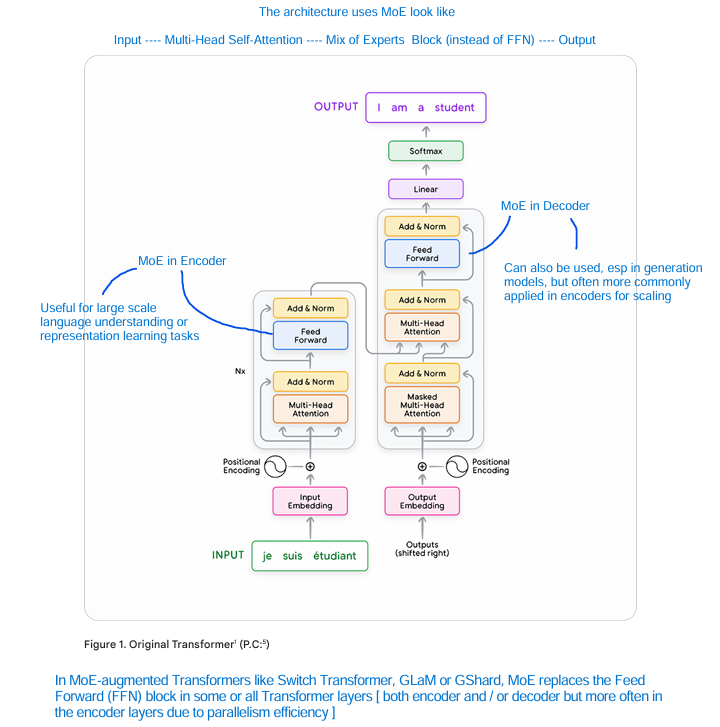 The architecture uses MoE look like
Input ---- Multi-Head Self-Attention ---- Mix of Experts Block (instead of FFN) ---- Output
OUTPUT
I am a student
Softmax
Linear
MoE in Decoder
Add & Norm
Feed
Forward
Can also be used, esp in generation
models, but often more commonly
applied in encoders for scaling
MoE in Encoder
Useful for large scale
language understanding or
representation learning tasks
Add & Norm
Feed
Forward
Add & Norm
Multi-Head
Attention
Nx
Add & Norm
Multi-Head
Attention
Add & Norm
Masked
Multi-Head
Attention
Positional
Encoding
Positional
Encoding
Input
Embedding
Output
Embedding
INPUT
je suis étudiant
Outputs
(shifted right)
Figure 1. Original Transformer¹ (P.C:⁵)
In MoE-augmented Transformers like Switch Transformer, GLaM or GShard, MoE replaces the Feed
Forward (FFN) block in some or all Transformer layers [ both encoder and / or decoder but more often in
the encoder layers due to parallelism efficiency ]